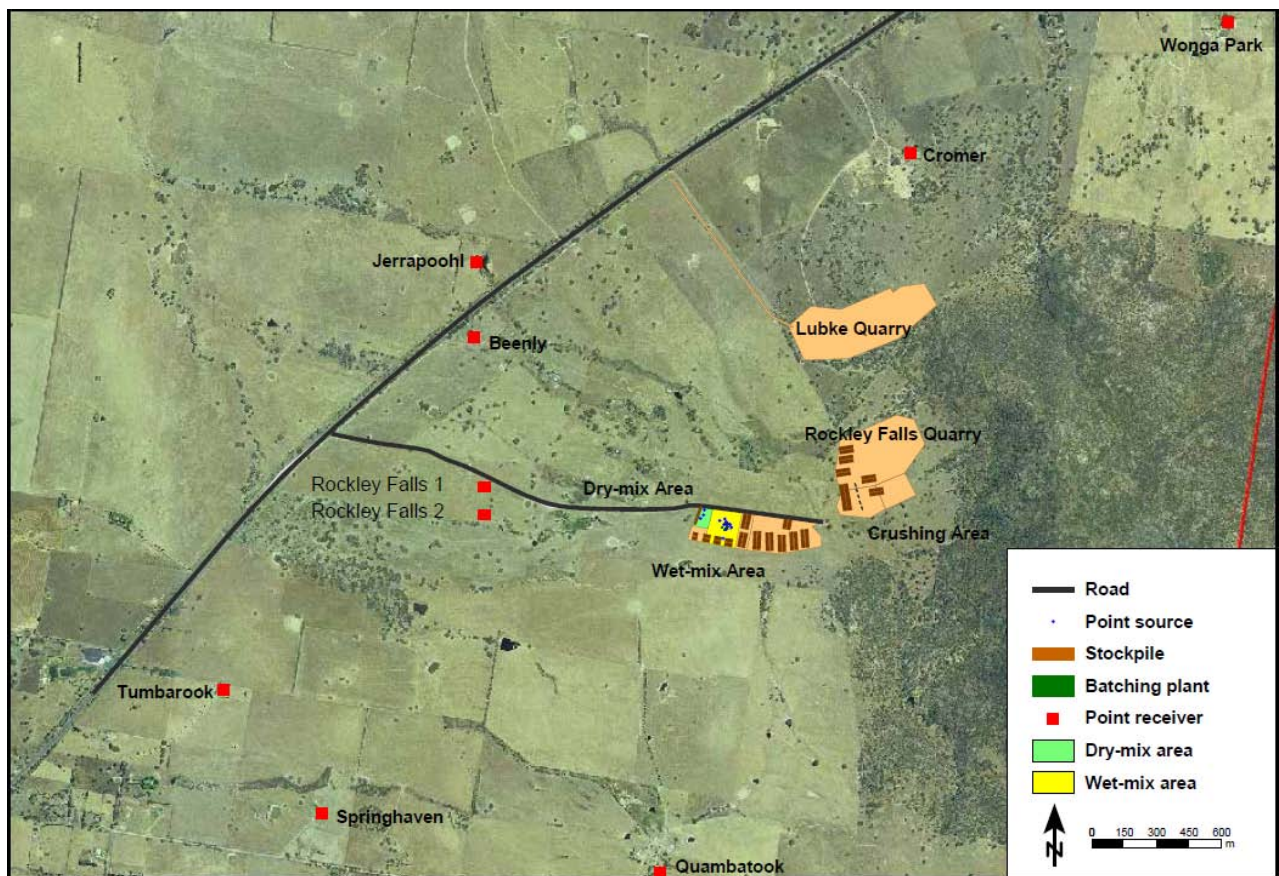 Wonga Park
Cromer
Jerrapoohl
Lubke Quarry
Beenly
Rockley Falls Quarry
Rockley Falls 1
Dry-mix Area
Rockley Falls 2
Crushing Area
Wet-mix Area
Tumbarook
Springhaven
Quambatook
Road
Point source
Stockpile
Batching plant
Point receiver
Dry-mix area
Wet-mix area
N
0 150 300 450 600
m